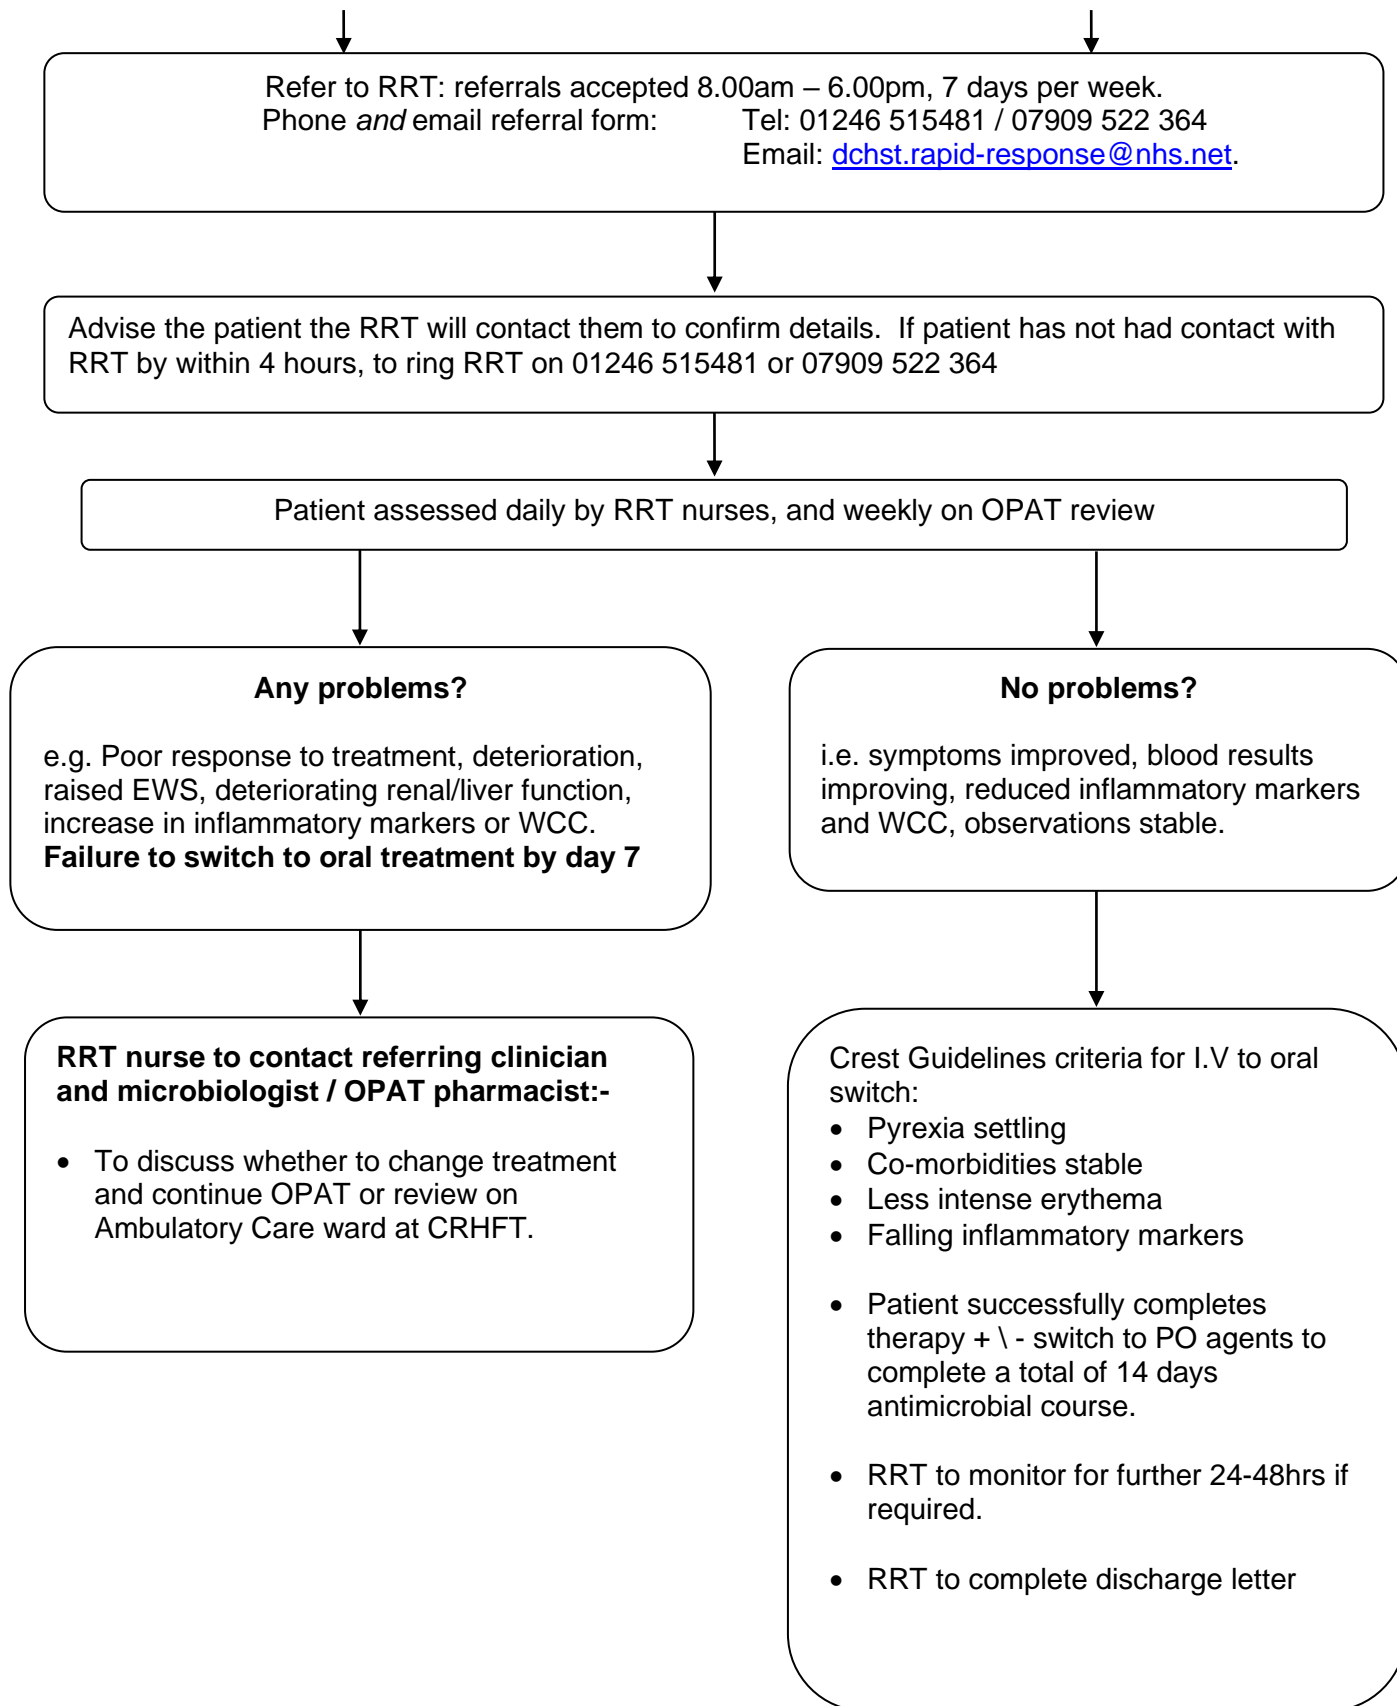 Refer to RRT: referrals accepted 8.00am – 6.00pm, 7 days per week.
Phone and email referral form: Tel: 01246 515481 / 07909 522 364
Email: dchst.rapid-response@nhs.net.
Advise the patient the RRT will contact them to confirm details. If patient has not had contact with
RRT by within 4 hours, to ring RRT on 01246 515481 or 07909 522 364
Patient assessed daily by RRT nurses, and weekly on OPAT review
Any problems?
e.g. Poor response to treatment, deterioration,
raised EWS, deteriorating renal/liver function,
increase in inflammatory markers or WCC.
Failure to switch to oral treatment by day 7
RRT nurse to contact referring clinician
and microbiologist / OPAT pharmacist:-
• To discuss whether to change treatment
and continue OPAT or review on
Ambulatory Care ward at CRHFT.
No problems?
i.e. symptoms improved, blood results
improving, reduced inflammatory markers
and WCC, observations stable.
Crest Guidelines criteria for I.V to oral
switch:
• Pyrexia settling
• Co-morbidities stable
• Less intense erythema
• Falling inflammatory markers
• Patient successfully completes
therapy + \ - switch to PO agents to
complete a total of 14 days
antimicrobial course.
• RRT to monitor for further 24-48hrs if
required.
• RRT to complete discharge letter